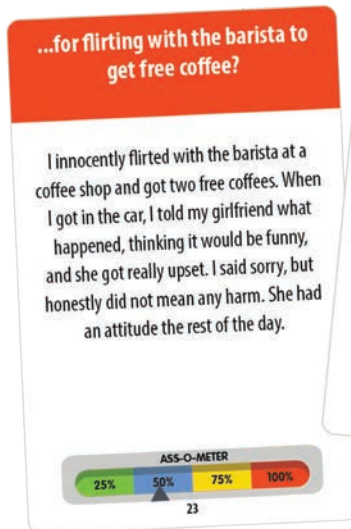 ...for flirting with the barista to
get free coffee?
I innocently flirted with the barista at a
coffee shop and got two free coffees. When
I got in the car, I told my girlfriend what
happened, thinking it would be funny,
and she got really upset. I said sorry, but
honestly did not mean any harm. She had
an attitude the rest of the day.
ASS-O-METER
25% 50% 75% 100%
23